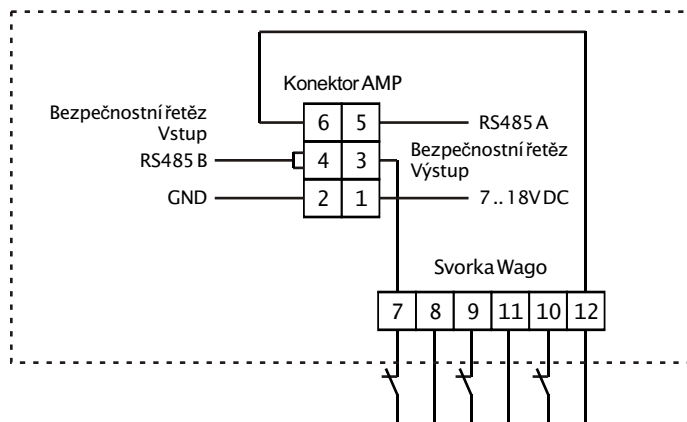 Konektor AMP
Bezpečnostní řetěz
Vstup
6 5
RS485 A
RS485 B
4 3
Bezpečnostní řetěz
Výstup
GND
2 1
7 .. 18V DC
Svorka Wago
7 8 9 11 10 12